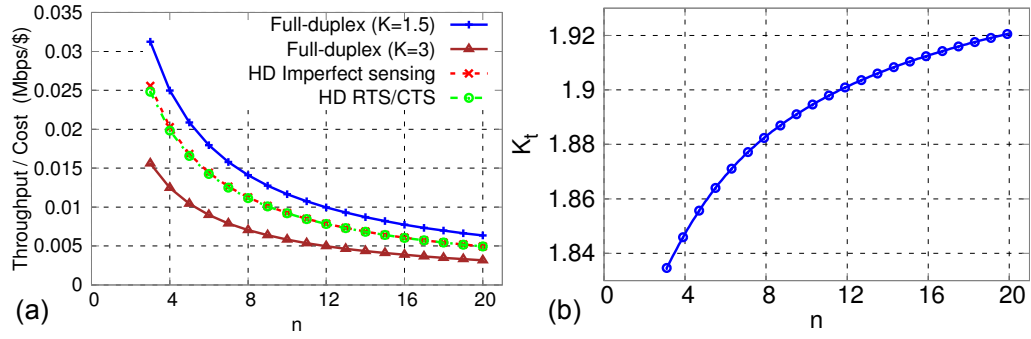 Throughput / Cost (Mbps/$)
0.035
0.03
0.025
0.02
0.015
0.01
0.005
0
Full-duplex (K=1.5)
Full-duplex (K=3)
HD Imperfect sensing
HD RTS/CTS
0 4 8 12 16 20
n
(a)
K_t
1.92
1.9
1.88
1.86
1.84
0 4 8 12 16 20
n
(b)